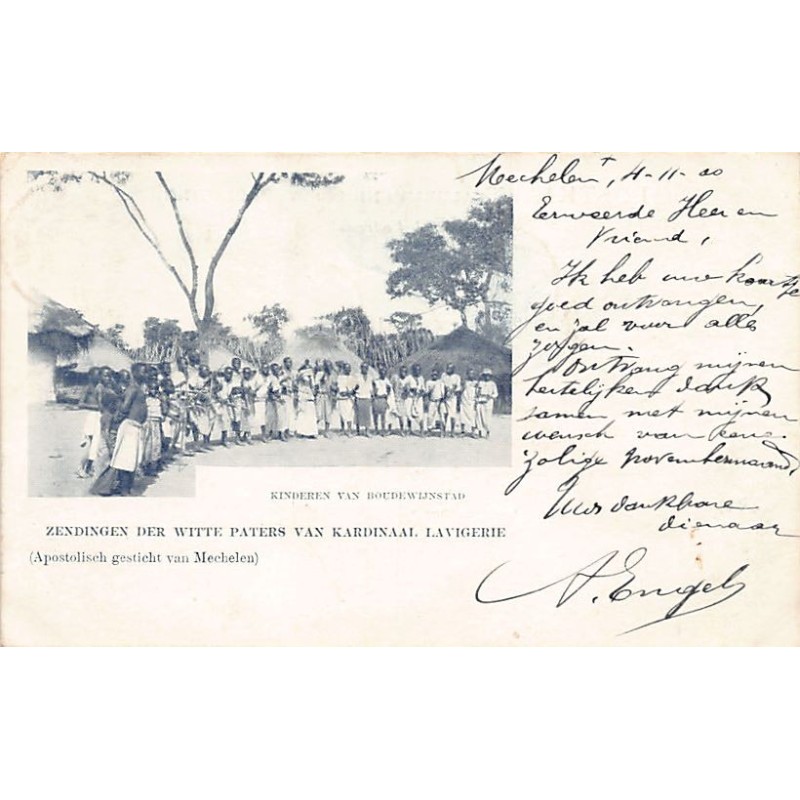 KINDEREN VAN BOUDEWIJNSTAD
ZENDINGEN DER WITTE PATERS VAN KARDINAAL LAVIGERIE
(Apostolisch gesticht van Mechelen)
Mechelen, 4-11-00
Eerweerde Heer en
Vriend,
Ik heb uwe kaartje
goed ontvangen,
en zal voor alles
zorgen.
Ontvang mijnen
hertelijken dank
samen met mijnen
wensch van eene
zalige Novembermaand,
Uws dankbare
dienaar
A. Engels